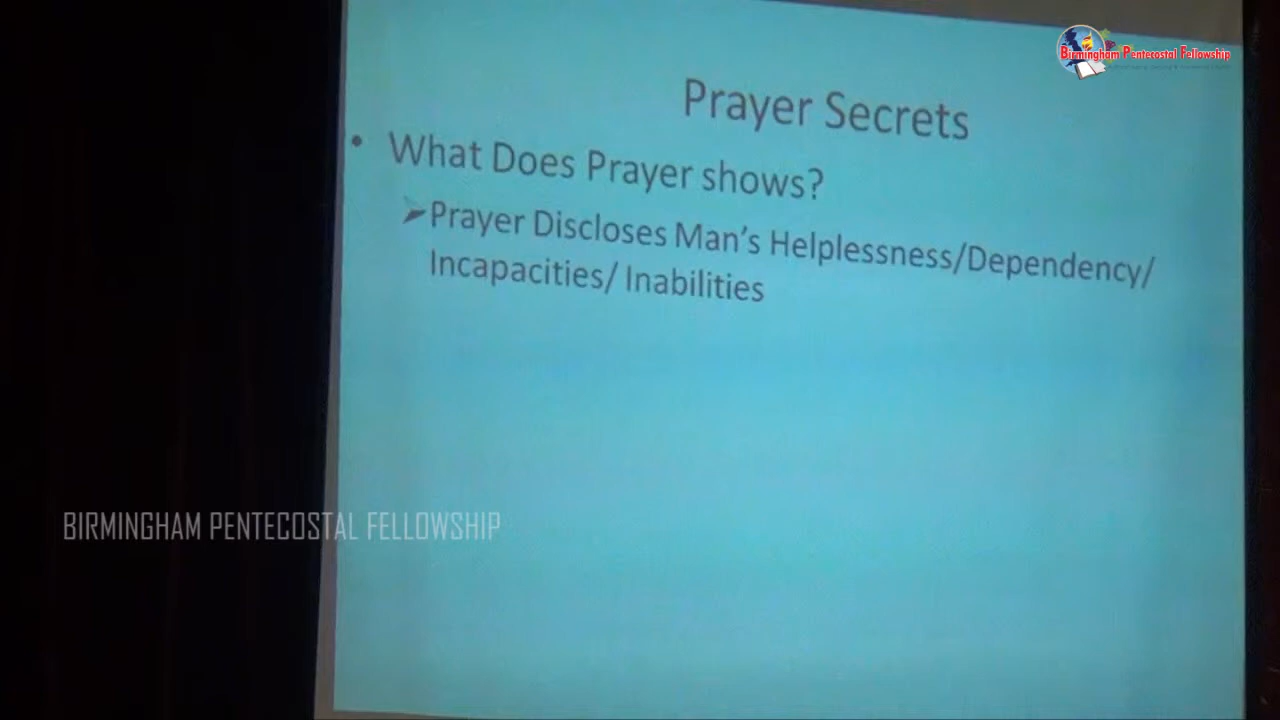 Birmingham Pentecostal Fellowship
Prayer Secrets
• What Does Prayer shows?
➢Prayer Discloses Man's Helplessness/Dependency/
Incapacities/ Inabilities
BIRMINGHAM PENTECOSTAL FELLOWSHIP